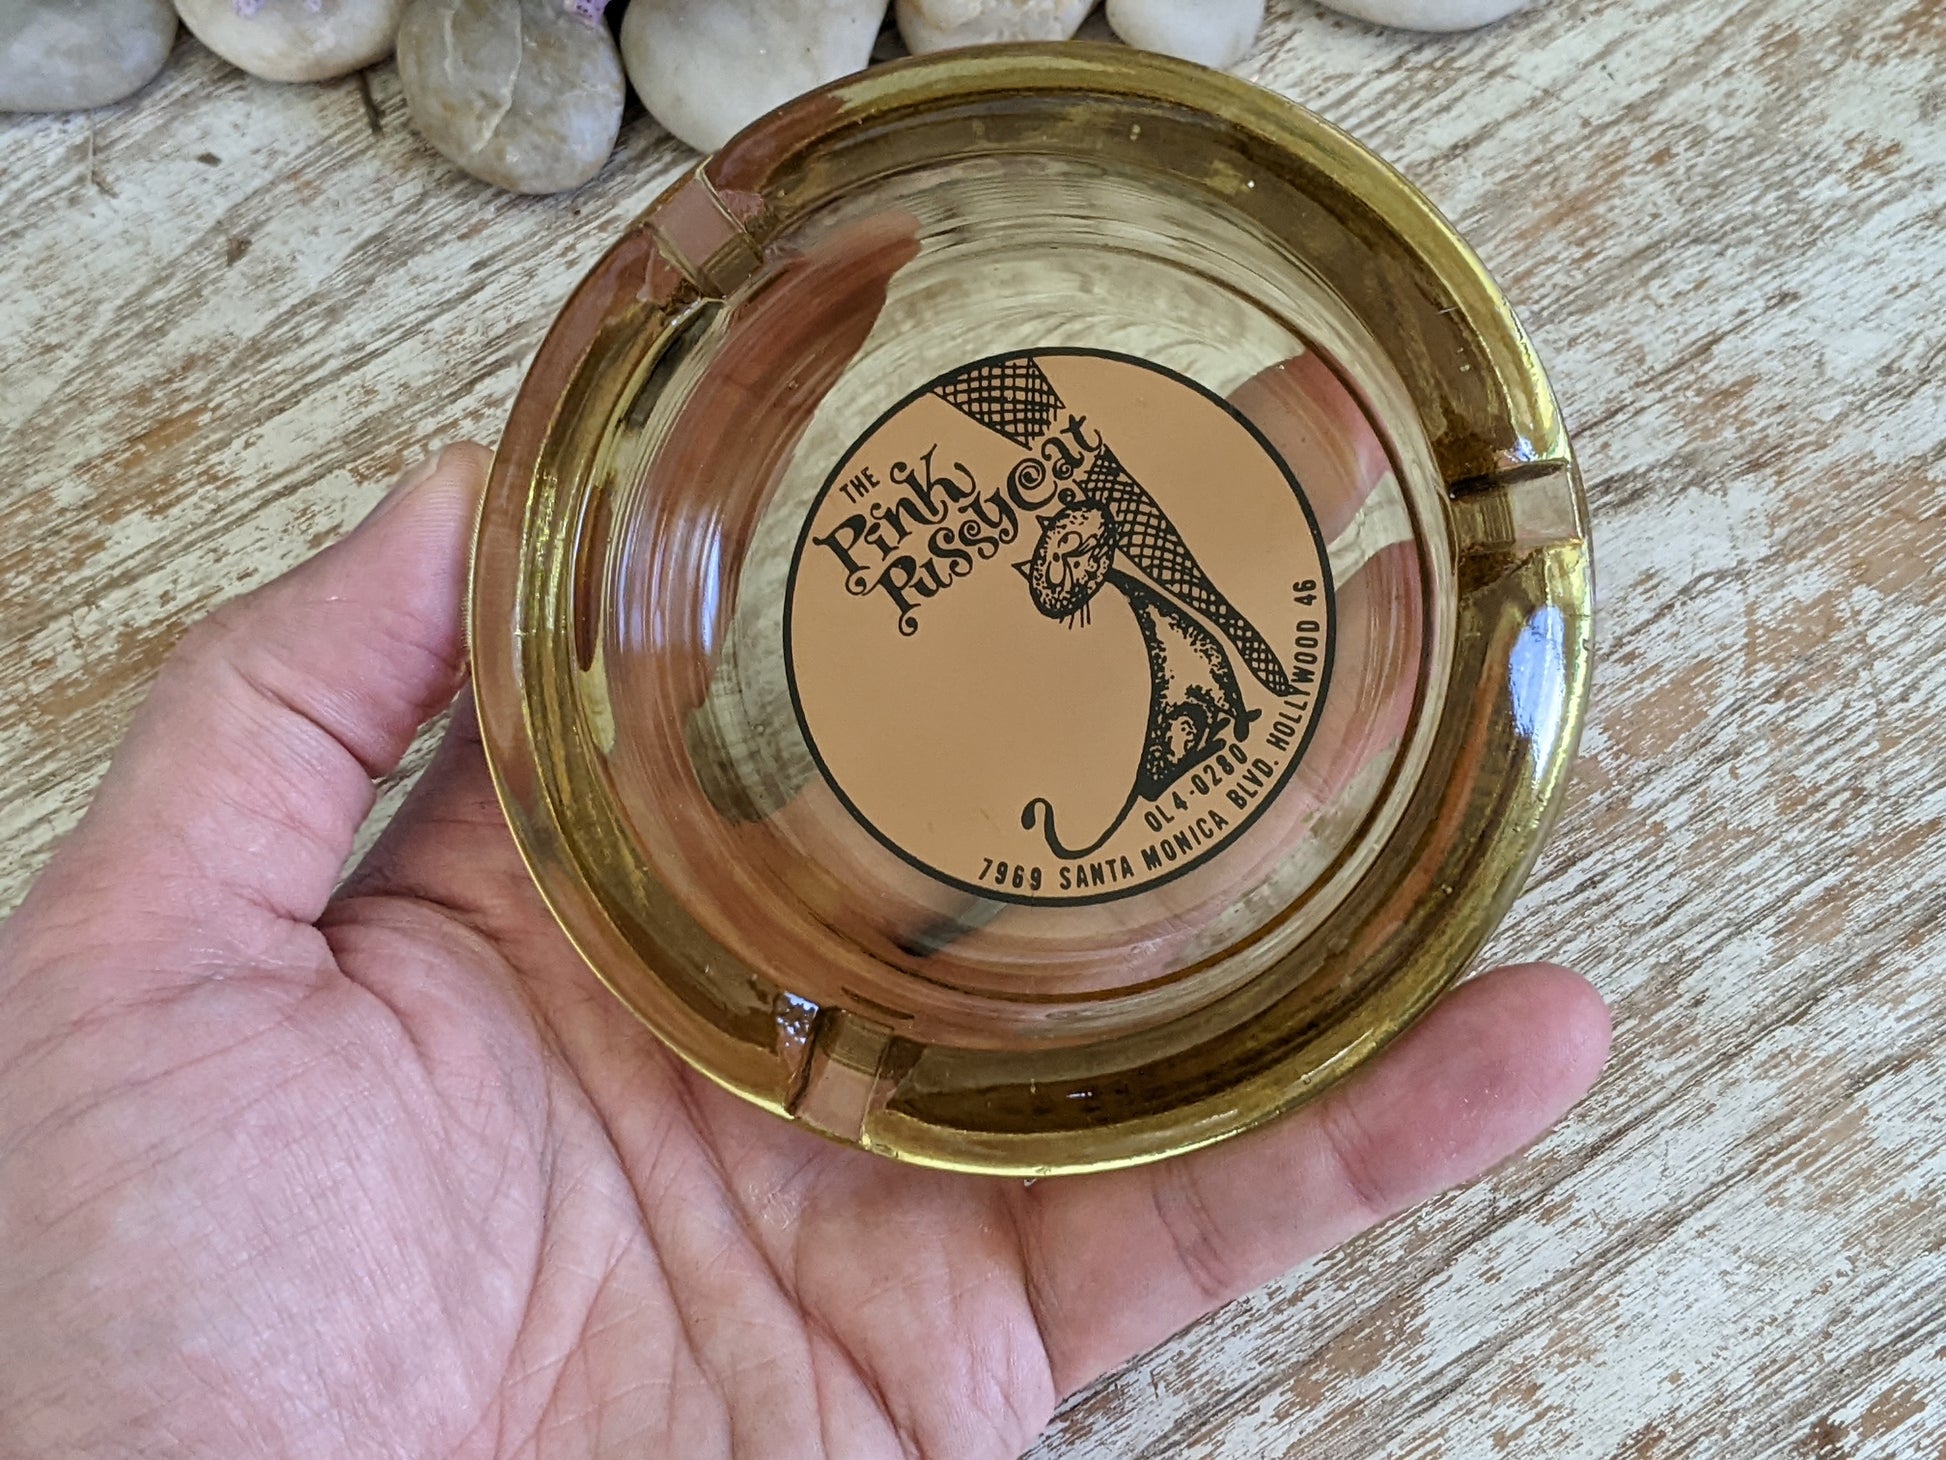 THE
Pink
PussyCat
OL 4-0280
7969 SANTA MONICA BLVD. HOLLYWOOD 46